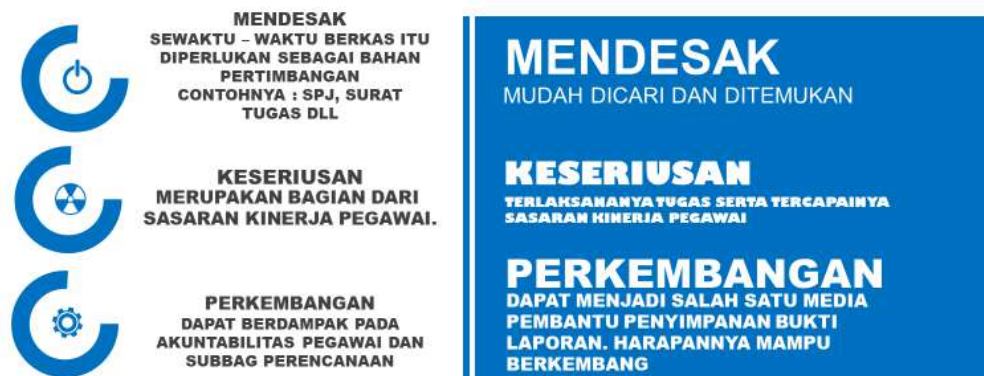 MENDESAK
SEWAKTU – WAKTU BERKAS ITU
DIPERLUKAN SEBAGAI BAHAN
PERTIMBANGAN
CONTOHNYA : SPJ, SURAT
TUGAS DLL
KESERIUSAN
MERUPAKAN BAGIAN DARI
SASARAN KINERJA PEGAWAI.
PERKEMBANGAN
DAPAT BERDAMPAK PADA
AKUNTABILITAS PEGAWAI DAN
SUBBAG PERENCANAAN
MENDESAK
MUDAH DICARI DAN DITEMUKAN
KESERIUSAN
TERLAKSANANYA TUGAS SERTA TERCAPAINYA
SASARAN KINERJA PEGAWAI
PERKEMBANGAN
DAPAT MENJADI SALAH SATU MEDIA
PEMBANTU PENYIMPANAN BUKTI
LAPORAN. HARAPANNYA MAMPU
BERKEMBANG